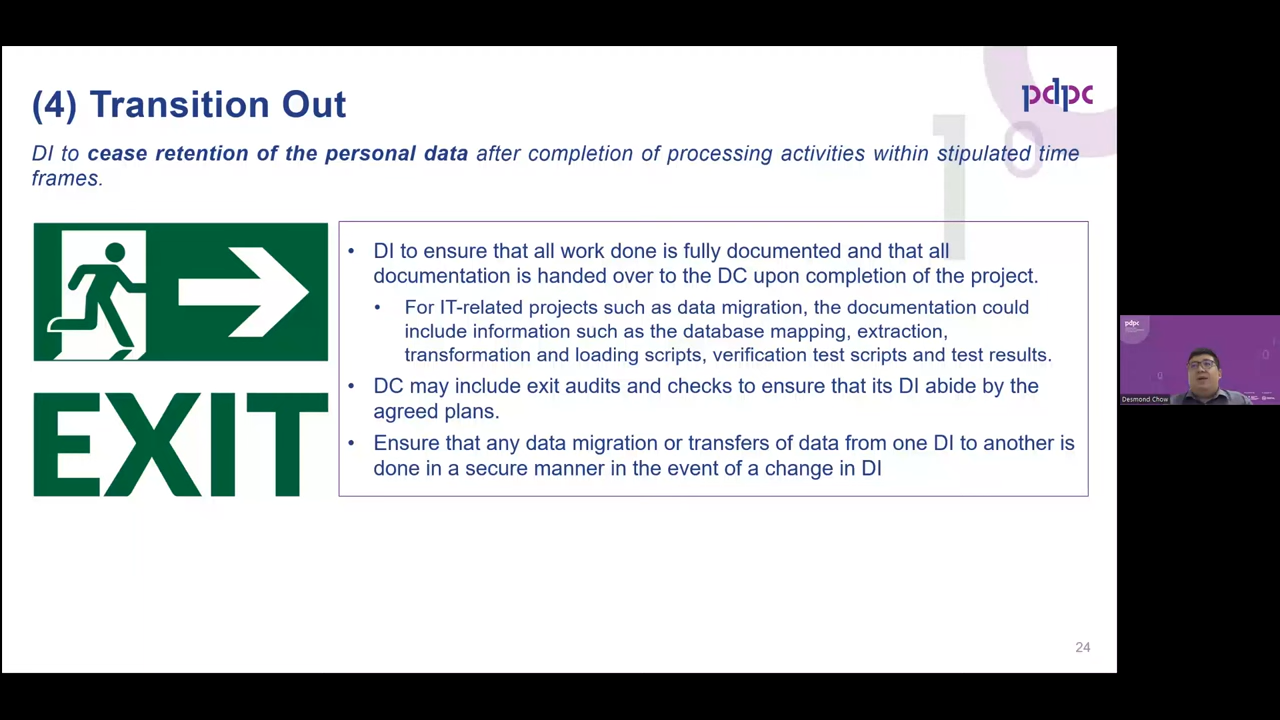 (4) Transition Out
pdpc
DI to cease retention of the personal data after completion of processing activities within stipulated time
frames.
EXIT
• DI to ensure that all work done is fully documented and that all
documentation is handed over to the DC upon completion of the project.
• For IT-related projects such as data migration, the documentation could
include information such as the database mapping, extraction,
transformation and loading scripts, verification test scripts and test results.
• DC may include exit audits and checks to ensure that its DI abide by the
agreed plans.
• Ensure that any data migration or transfers of data from one DI to another is
done in a secure manner in the event of a change in DI
24
pdpc
Desmond Chow